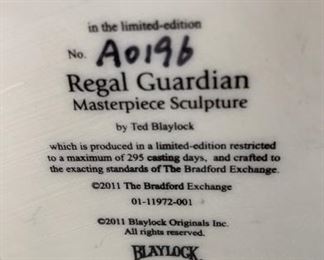 in the limited-edition
No. A0196
Regal Guardian
Masterpiece Sculpture
by Ted Blaylock
which is produced in a limited-edition restricted
to a maximum of 295 casting days, and crafted to
the exacting standards of The Bradford Exchange.
©2011 The Bradford Exchange
01-11972-001
©2011 Blaylock Originals Inc.
All rights reserved.
BLAYLOCK